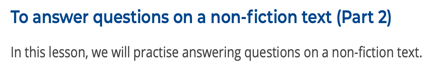 To answer questions on a non-fiction text (Part 2)
In this lesson, we will practise answering questions on a non-fiction text.